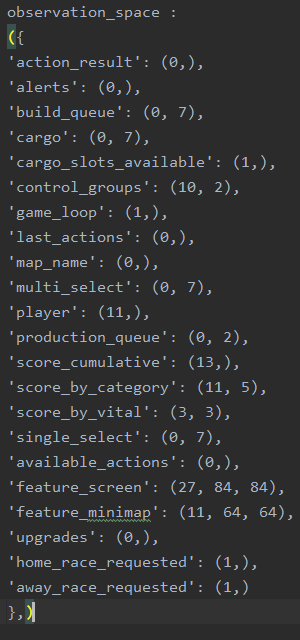 observation_space :
({
'action_result': (0,),
'alerts': (0,),
'build_queue': (0, 7),
'cargo': (0, 7),
'cargo_slots_available': (1,),
'control_groups': (10, 2),
'game_loop': (1,),
'last_actions': (0,),
'map_name': (0,),
'multi_select': (0, 7),
'player': (11,),
'production_queue': (0, 2),
'score_cumulative': (13,),
'score_by_category': (11, 5),
'score_by_vital': (3, 3),
'single_select': (0, 7),
'available_actions': (0,),
'feature_screen': (27, 84, 84),
'feature_minimap': (11, 64, 64),
'upgrades': (0,),
'home_race_requested': (1,),
'away_race_requested': (1,)
},)